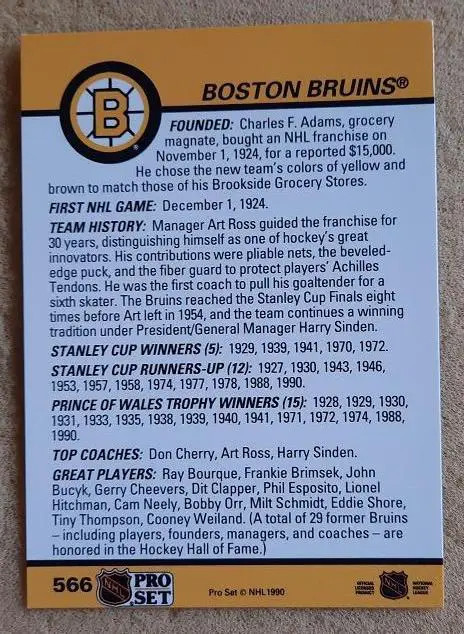 B
®
BOSTON BRUINS®
FOUNDED: Charles F. Adams, grocery
magnate, bought an NHL franchise on
November 1, 1924, for a reported $15,000.
He chose the new team's colors of yellow and
brown to match those of his Brookside Grocery Stores.
FIRST NHL GAME: December 1, 1924.
TEAM HISTORY: Manager Art Ross guided the franchise for
30 years, distinguishing himself as one of hockey's great
innovators. His contributions were pliable nets, the beveled-
edge puck, and the fiber guard to protect players' Achilles
Tendons. He was the first coach to pull his goaltender for a
sixth skater. The Bruins reached the Stanley Cup Finals eight
times before Art left in 1954, and the team continues a winning
tradition under President/General Manager Harry Sinden.
STANLEY CUP WINNERS (5): 1929, 1939, 1941, 1970, 1972.
STANLEY CUP RUNNERS-UP (12): 1927, 1930, 1943, 1946,
1953, 1957, 1958, 1974, 1977, 1978, 1988, 1990.
PRINCE OF WALES TROPHY WINNERS (15): 1928, 1929, 1930,
1931, 1933, 1935, 1938, 1939, 1940, 1941, 1971, 1972, 1974, 1988,
1990.
TOP COACHES: Don Cherry, Art Ross, Harry Sinden.
GREAT PLAYERS: Ray Bourque, Frankie Brimsek, John
Bucyk, Gerry Cheevers, Dit Clapper, Phil Esposito, Lionel
Hitchman, Cam Neely, Bobby Orr, Milt Schmidt, Eddie Shore,
Tiny Thompson, Cooney Weiland. (A total of 29 former Bruins
– including players, founders, managers, and coaches – are
honored in the Hockey Hall of Fame.)
566 NHL PRO SET
Pro Set © NHL 1990
OFFICIAL LICENSED PRODUCT
NHL
NATIONAL HOCKEY LEAGUE